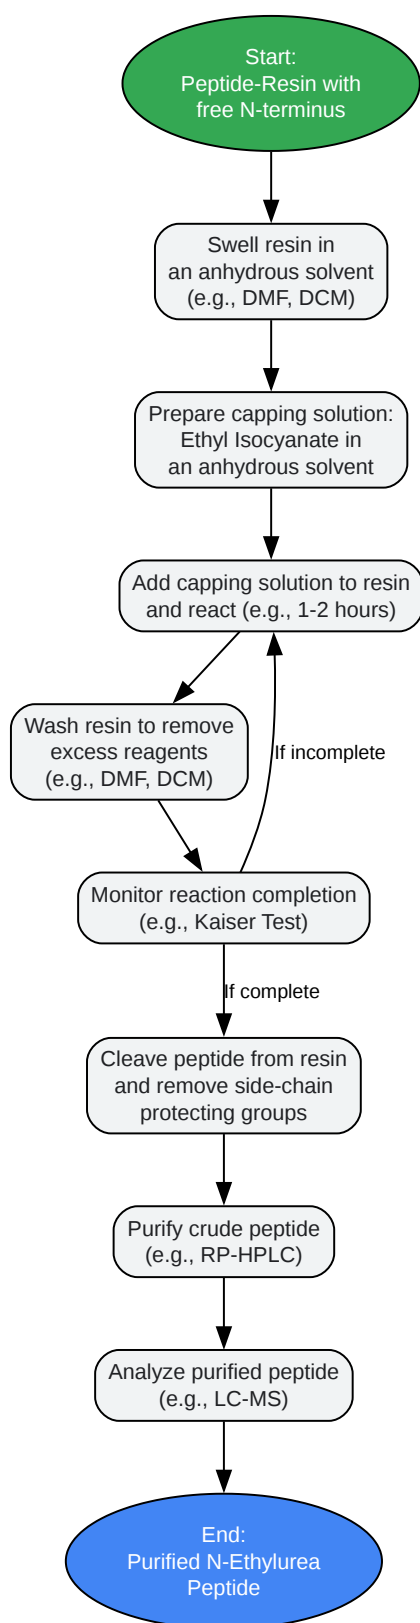 Start:
Peptide-Resin with
free N-terminus
Swell resin in
an anhydrous solvent
(e.g., DMF, DCM)
Prepare capping solution:
Ethyl Isocyanate in
an anhydrous solvent
Add capping solution to resin
and react (e.g., 1-2 hours)
Wash resin to remove
excess reagents
(e.g., DMF, DCM)
If incomplete
Monitor reaction completion
(e.g., Kaiser Test)
If complete
Cleave peptide from resin
and remove side-chain
protecting groups
Purify crude peptide
(e.g., RP-HPLC)
Analyze purified peptide
(e.g., LC-MS)
End:
Purified N-Ethylurea
Peptide